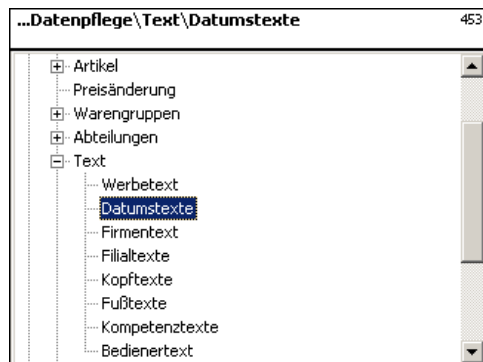 ...Datenpflege\Text\Datumstexte 453
Artikel
Preisänderung
Warengruppen
Abteilungen
Text
Werbetext
Datumstexte
Firmentext
Filialtexte
Kopftexte
Fußtexte
Kompetenztexte
Bedienertext